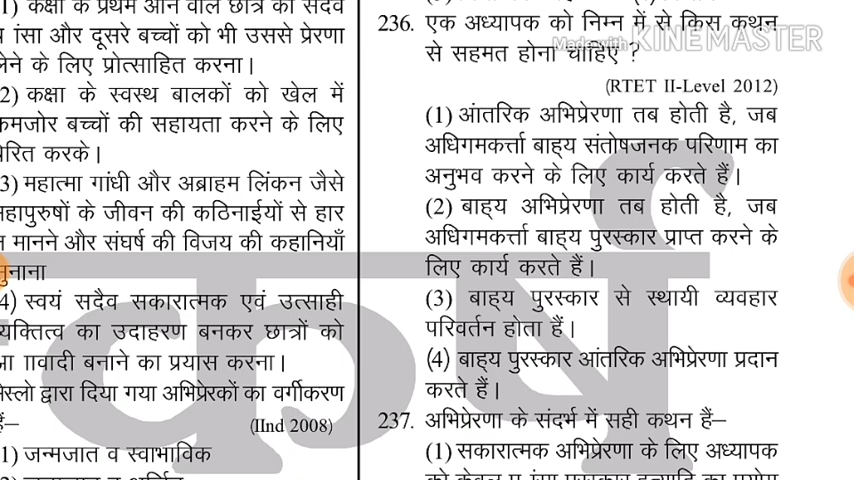 कक्षा के प्रथम आने वाले छात्र को सदैव
ंसा और दूसरे बच्चों को भी उससे प्रेरणा
के लिए प्रोत्साहित करना।
2) कक्षा के स्वस्थ बालकों को खेल में
कमजोर बच्चों की सहायता करने के लिए
करके।
3) महात्मा गांधी और अब्राहम लिंकन जैसे
महापुरुषों के जीवन की कठिनाईयों से हार
मानने और संघर्ष की विजय की कहानियाँ
सुनाना
4) स्वयं सदैव सकारात्मक एवं उत्साही
व्यक्तित्व का उदाहरण बनकर छात्रों को
ावादी बनाने का प्रयास करना।
द्वारा दिया गया अभिप्रेरकों का वर्गीकरण
(IInd 2008)
1) जन्मजात व स्वाभाविक
236. एक अध्यापक को निम्न में से किस कथन
से सहमत होना चाहिए ?
Made with KINEMASTER
(RTET II-Level 2012)
(1) आंतरिक अभिप्रेरणा तब होती है, जब
अधिगमकर्त्ता बाह्य संतोषजनक परिणाम का
अनुभव करने के लिए कार्य करते हैं।
(2) बाह्य अभिप्रेरणा तब होती है, जब
अधिगमकर्त्ता बाह्य पुरस्कार प्राप्त करने के
लिए कार्य करते हैं।
(3) बाह्य पुरस्कार से स्थायी व्यवहार
परिवर्तन होता हैं।
(4) बाह्य पुरस्कार आंतरिक अभिप्रेरणा प्रदान
करते हैं।
237. अभिप्रेरणा के संदर्भ में सही कथन हैं–
(1) सकारात्मक अभिप्रेरणा के लिए अध्यापक